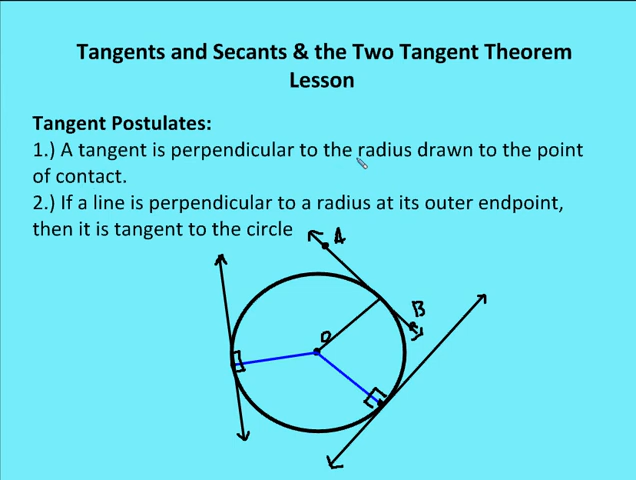 Tangents and Secants & the Two Tangent Theorem
Lesson
Tangent Postulates:
1.) A tangent is perpendicular to the radius drawn to the point
of contact.
2.) If a line is perpendicular to a radius at its outer endpoint,
then it is tangent to the circle
A
B